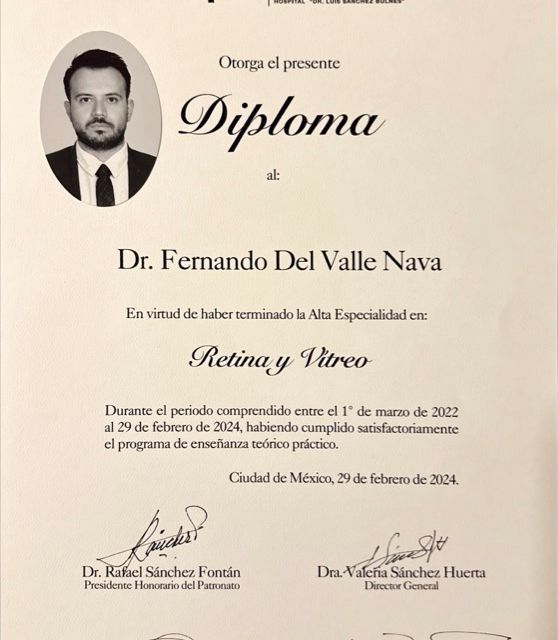 HOSPITAL "DR. LUIS SÁNCHEZ BULNES"
Otorga el presente
Diploma
al:
Dr. Fernando Del Valle Nava
En virtud de haber terminado la Alta Especialidad en:
Retina y Vítreo
Durante el periodo comprendido entre el 1° de marzo de 2022
al 29 de febrero de 2024, habiendo cumplido satisfactoriamente
el programa de enseñanza teórico práctico.
Ciudad de México, 29 de febrero de 2024.
Dr. Rafael Sánchez Fontán
Presidente Honorario del Patronato
Dra. Valeria Sánchez Huerta
Director General